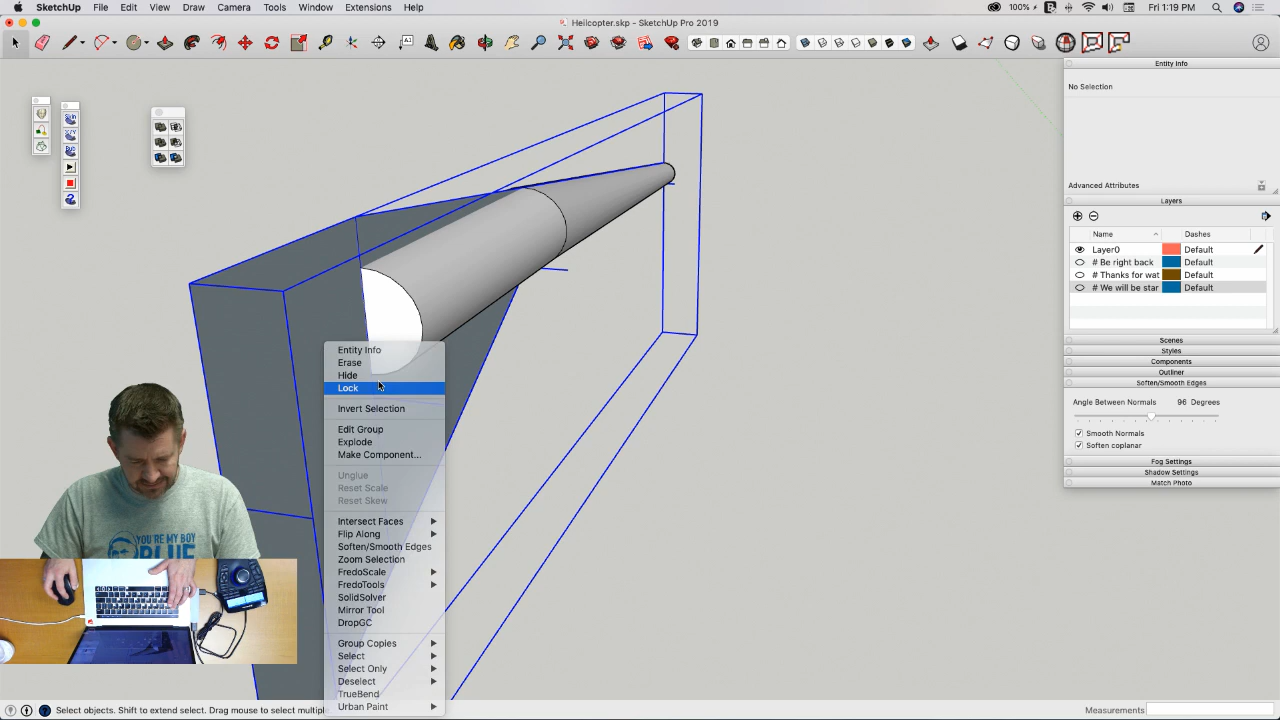 SketchUp File Edit View Draw Camera Tools Window Extensions Help 100% Fri 1:19 PM
Helicopter.skp - SketchUp Pro 2019
Entity Info
No Selection
Advanced Attributes
Layers
Name Dashes
Layer0 Default
# Be right back Default
# Thanks for wat Default
# We will be star Default
Scenes
Styles
Components
Outliner
Soften/Smooth Edges
Angle Between Normals 96 Degrees
Smooth Normals
Soften coplanar
Fog Settings
Shadow Settings
Match Photo
Entity Info
Erase
Hide
Lock
Invert Selection
Edit Group
Explode
Make Component...
Unglue
Reset Scale
Reset Skew
Intersect Faces
Flip Along
Soften/Smooth Edges
Zoom Selection
FredoScale
FredoTools
SolidSolver
Mirror Tool
DropGC
Group Copies
Select
Select Only
Deselect
TrueBend
Urban Paint
YOU'RE MY BOY
BLUE
Select objects. Shift to extend select. Drag mouse to select multiple
Measurements